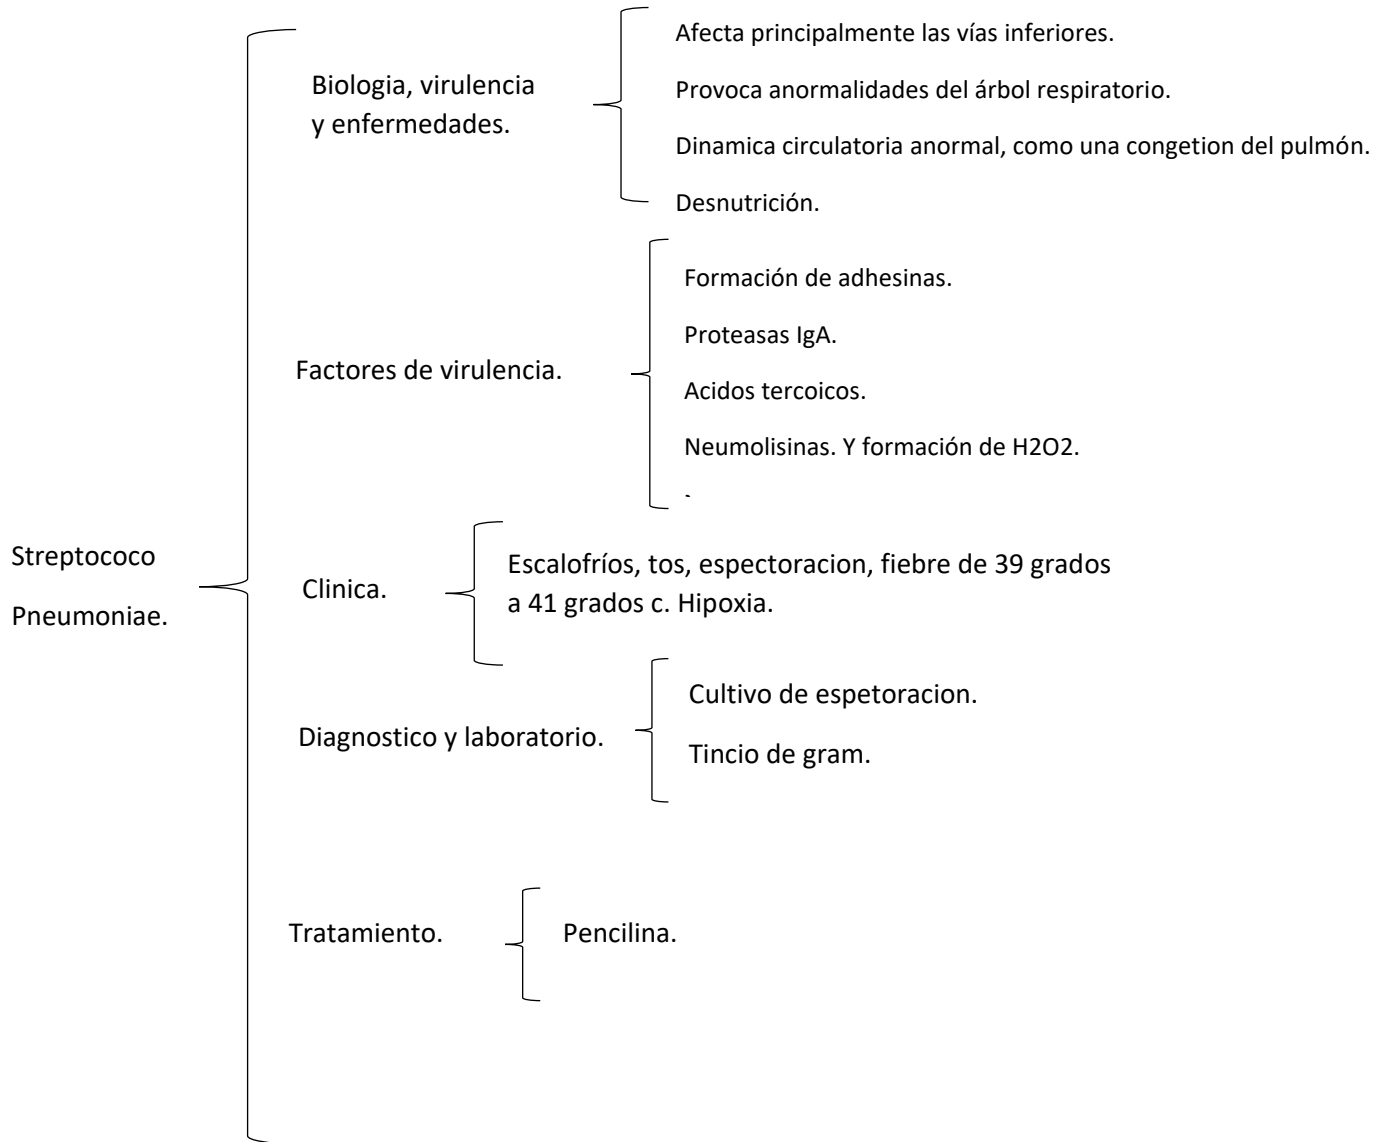 Streptococo
Pneumoniae.
Biologia, virulencia
y enfermedades.
Afecta principalmente las vías inferiores.
Provoca anormalidades del árbol respiratorio.
Dinamica circulatoria anormal, como una congetion del pulmón.
Desnutrición.
Factores de virulencia.
Formación de adhesinas.
Proteasas IgA.
Acidos tercoicos.
Neumolisinas. Y formación de H2O2.
`
Clinica.
Escalofríos, tos, espectoracion, fiebre de 39 grados
a 41 grados c. Hipoxia.
Diagnostico y laboratorio.
Cultivo de espetoracion.
Tincio de gram.
Tratamiento.
Pencilina.